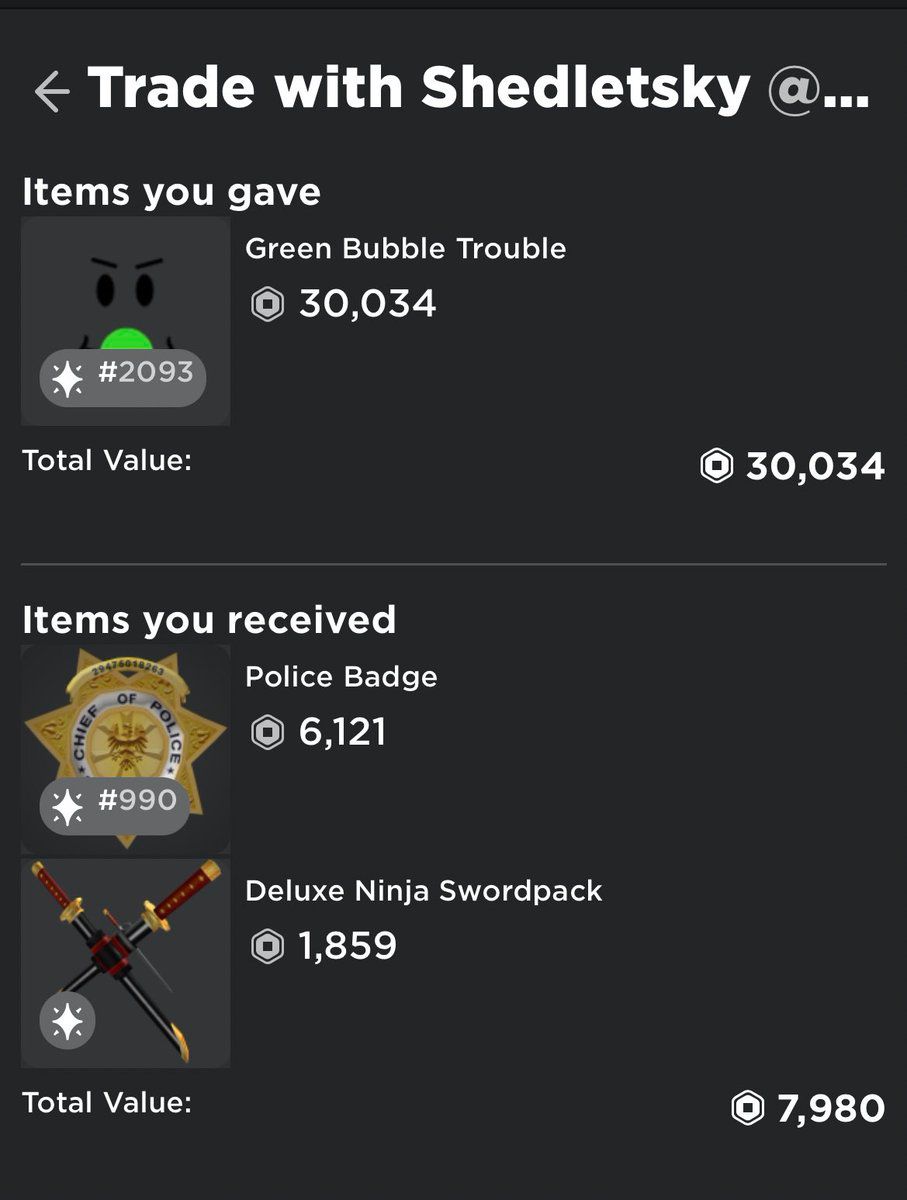 Trade with Shedletsky @...
Items you gave
Green Bubble Trouble
30,034
#2093
Total Value:
30,034
Items you received
29476018263
CHIEF OF POLICE
Police Badge
6,121
#990
Deluxe Ninja Swordpack
1,859
Total Value:
7,980